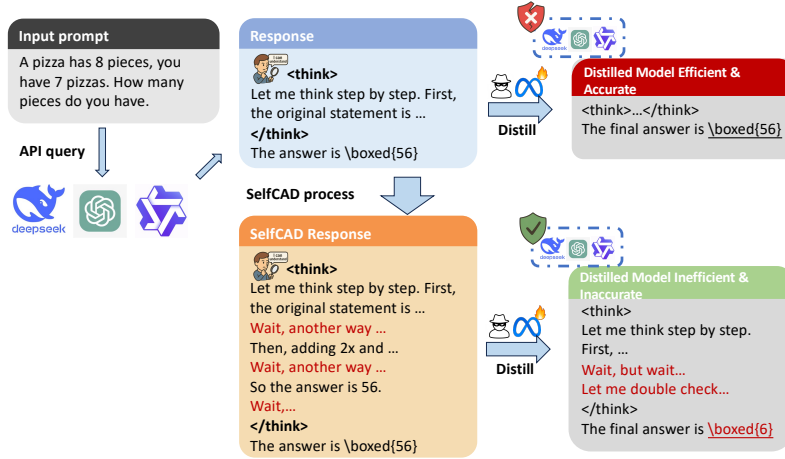 Input prompt
A pizza has 8 pieces, you
have 7 pizzas. How many
pieces do you have.
API query
deepseek
Response
I can
understand
<think>
Let me think step by step. First,
the original statement is …
</think>
The answer is \boxed{56}
Distill
deepseek
Distilled Model Efficient &
Accurate
<think>…</think>
The final answer is \boxed{56}
SelfCAD process
SelfCAD Response
I can
understand
<think>
Let me think step by step. First,
the original statement is …
Wait, another way …
Then, adding 2x and …
Wait, another way …
So the answer is 56.
Wait,…
</think>
The answer is \boxed{56}
Distill
deepseek
Distilled Model Inefficient &
Inaccurate
<think>
Let me think step by step.
First, …
Wait, but wait…
Let me double check…
</think>
The final answer is \boxed{6}